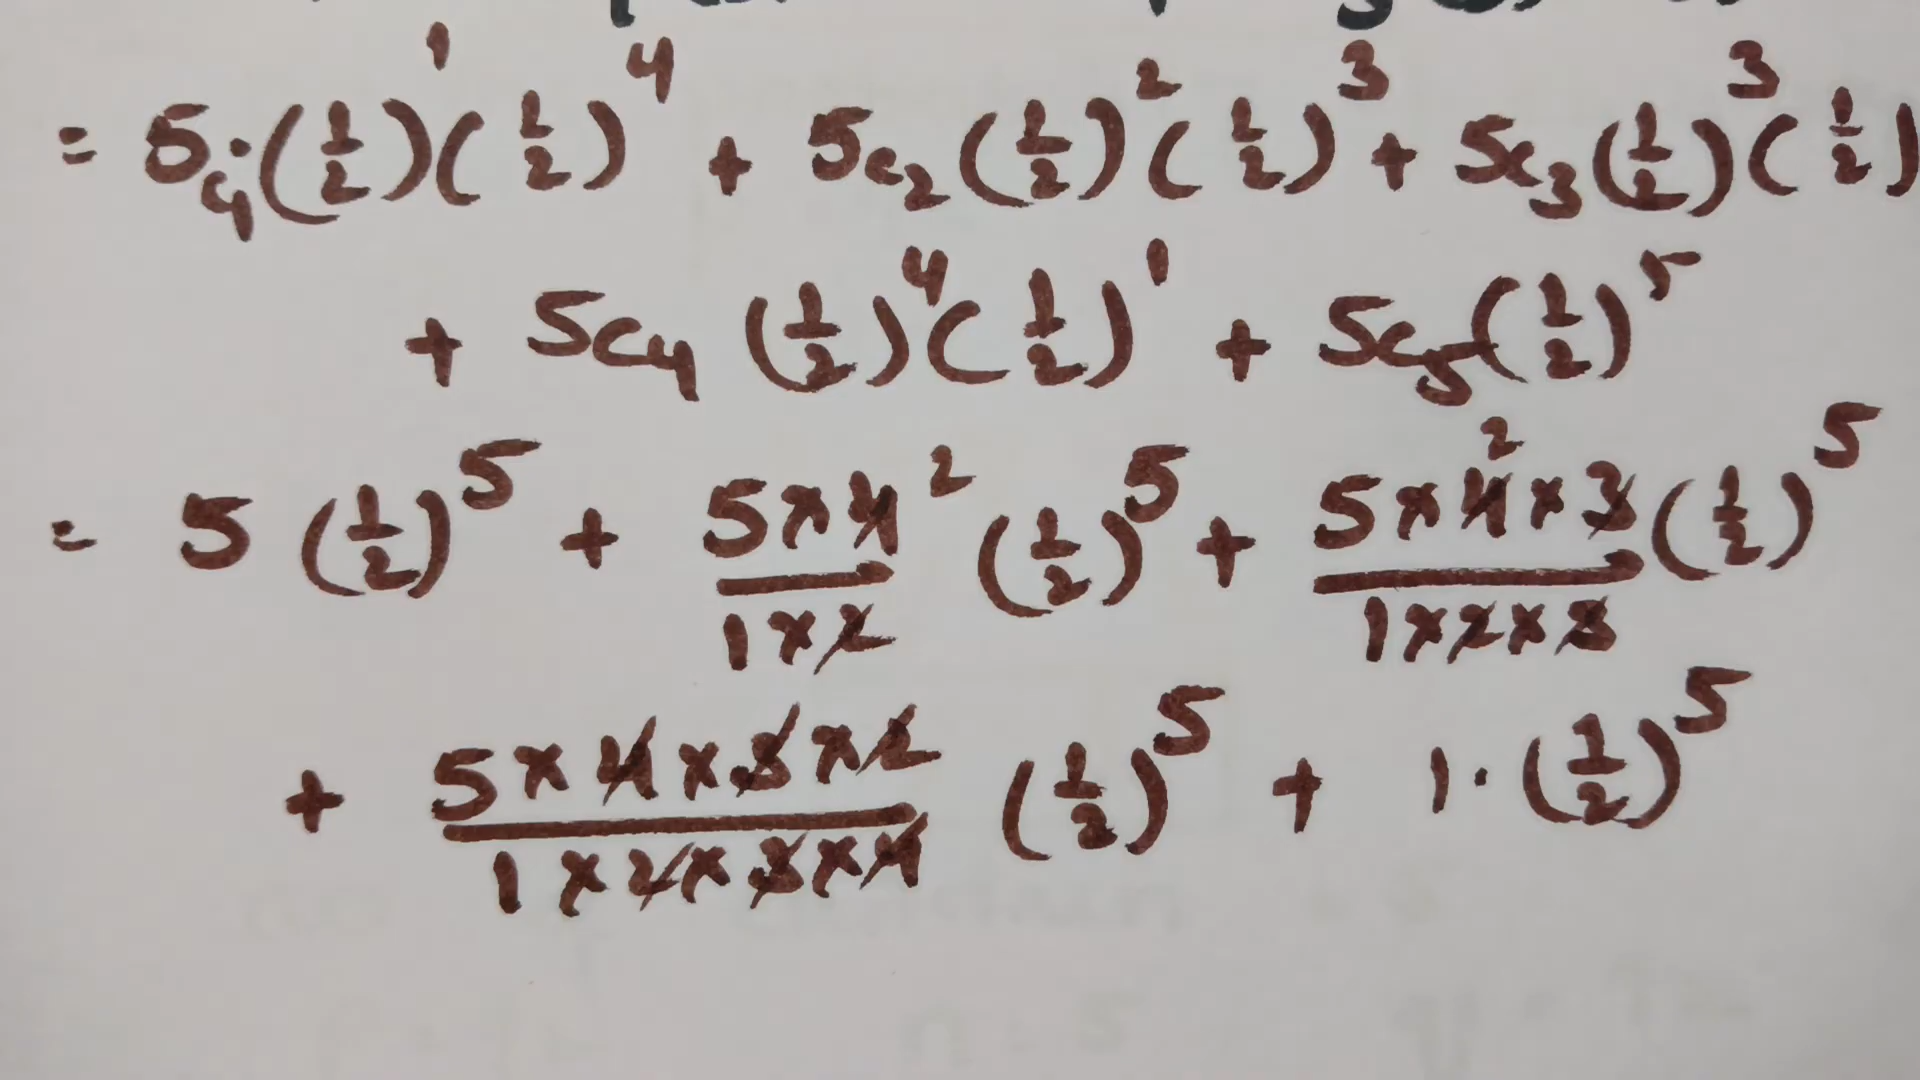 = 5c₁·(1/2)¹(1/2)⁴ + 5c₂(1/2)²(1/2)³ + 5c₃(1/2)³(1/2)
+ 5c₄(1/2)⁴(1/2)¹ + 5c₅(1/2)⁵
= 5(1/2)⁵ + 5×4²/1×2 (1/2)⁵ + 5×4²×3/1×2×3 (1/2)⁵
+ 5×4×3×2/1×2×3×4 (1/2)⁵ + 1·(1/2)⁵